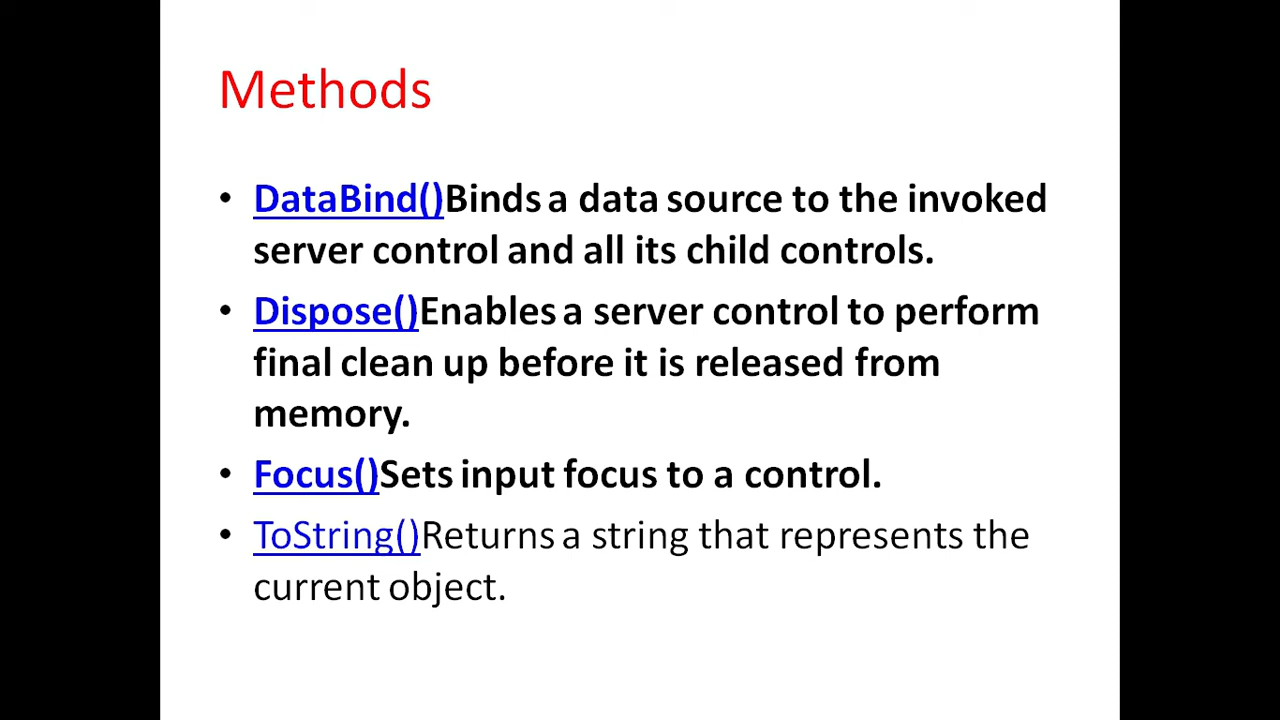 Methods
• DataBind()Binds a data source to the invoked
server control and all its child controls.
• Dispose()Enables a server control to perform
final clean up before it is released from
memory.
• Focus()Sets input focus to a control.
• ToString()Returns a string that represents the
current object.